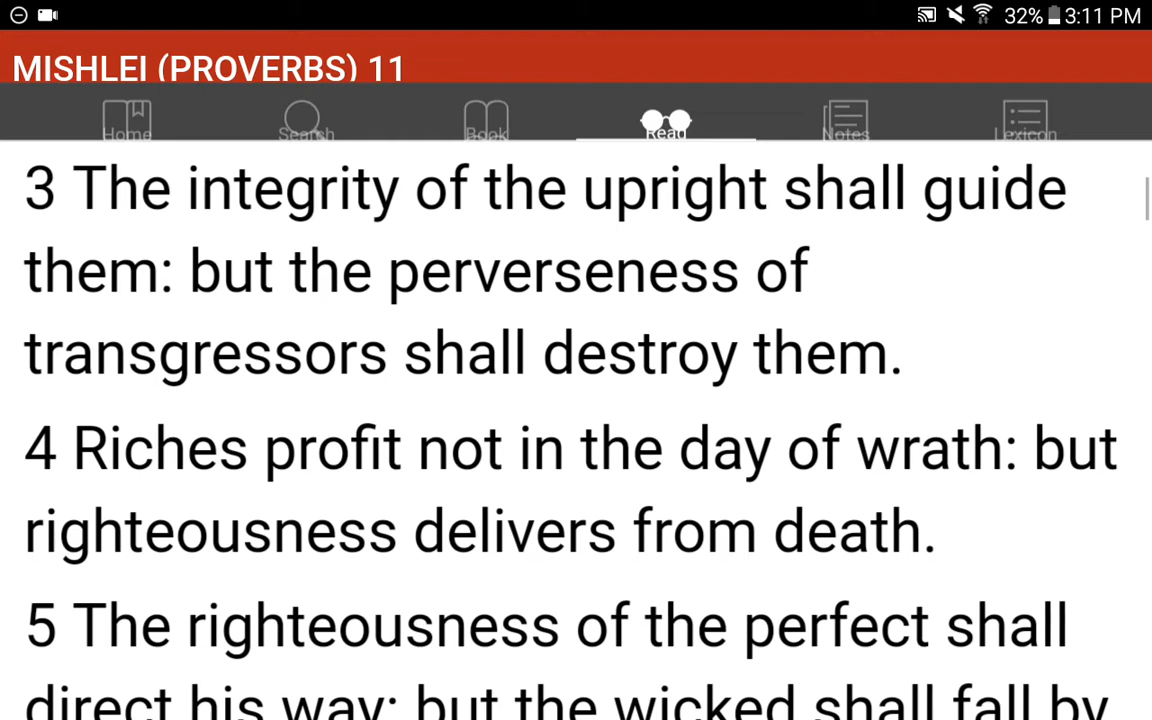 32% 3:11 PM
MISHLEI (PROVERBS) 11
Home Search Book Read Notes Lexicon
3 The integrity of the upright shall guide
them: but the perverseness of
transgressors shall destroy them.
4 Riches profit not in the day of wrath: but
righteousness delivers from death.
5 The righteousness of the perfect shall
direct his way: but the wicked shall fall by